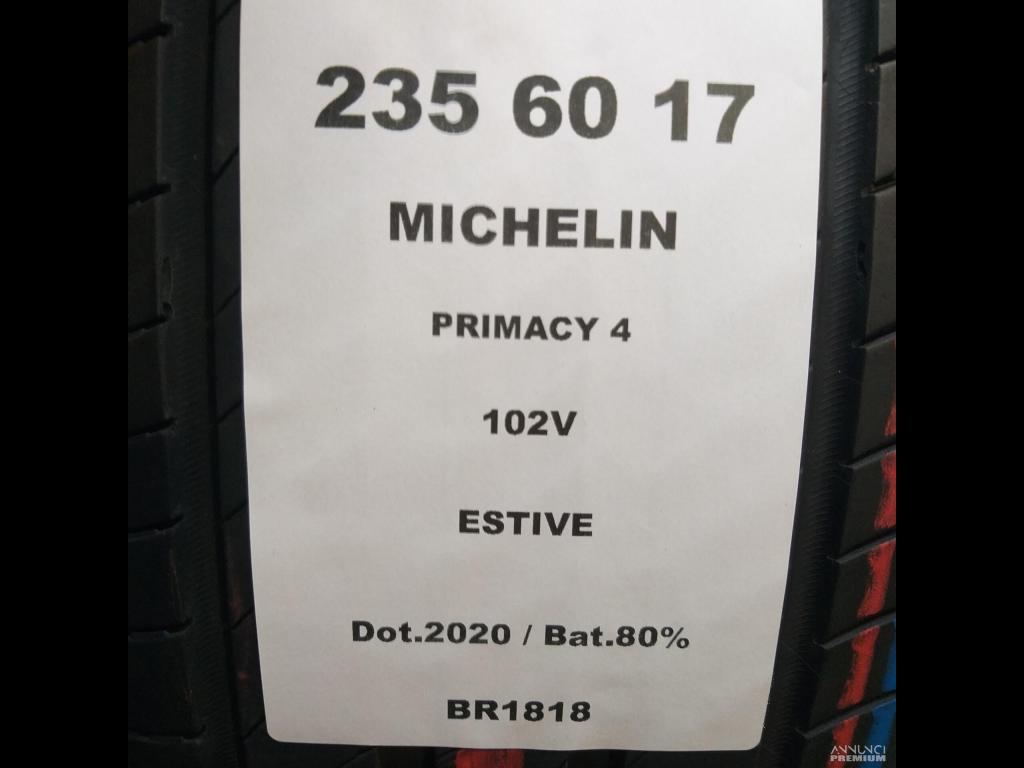 235 60 17
MICHELIN
PRIMACY 4
102V
ESTIVE
Dot.2020 / Bat.80%
BR1818
ANNUNCI
PREMIUM